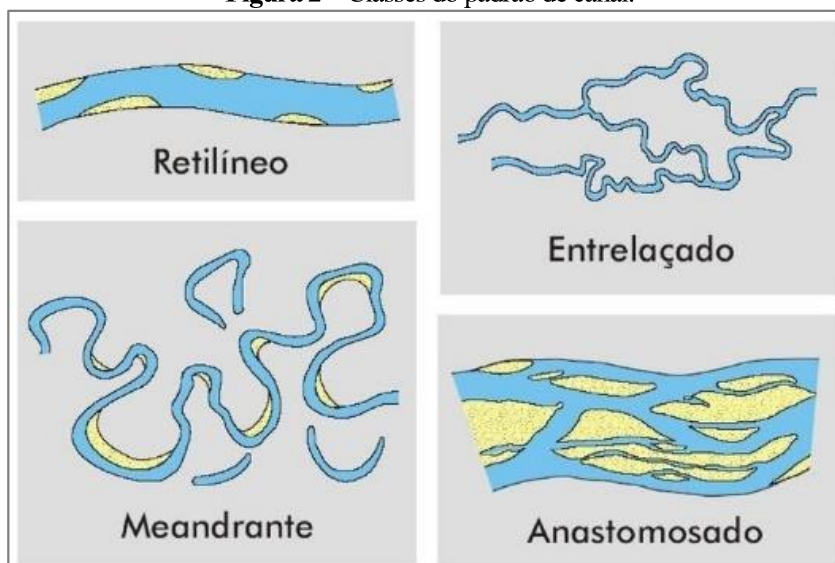 Figura 2 – Classes do padrão de canal.
Retilíneo
Entrelaçado
Meandrante
Anastomosado